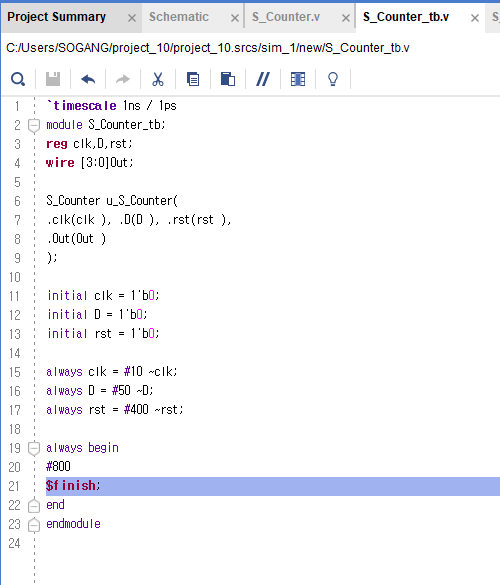 Project Summary × Schematic × S_Counter.v × S_Counter_tb.v × S
C:/Users/SOGANG/project_10/project_10.srcs/sim_1/new/S_Counter_tb.v
1 `timescale 1ns / 1ps
2 module S_Counter_tb;
3 reg clk,D,rst;
4 wire [3:0]Out;
5
6 S_Counter u_S_Counter(
7 .clk(clk ), .D(D ), .rst(rst ),
8 .Out(Out )
9 );
10
11 initial clk = 1'b0;
12 initial D = 1'b0;
13 initial rst = 1'b0;
14
15 always clk = #10 ~clk;
16 always D = #50 ~D;
17 always rst = #400 ~rst;
18
19 always begin
20 #800
21 $finish;
22 end
23 endmodule
24